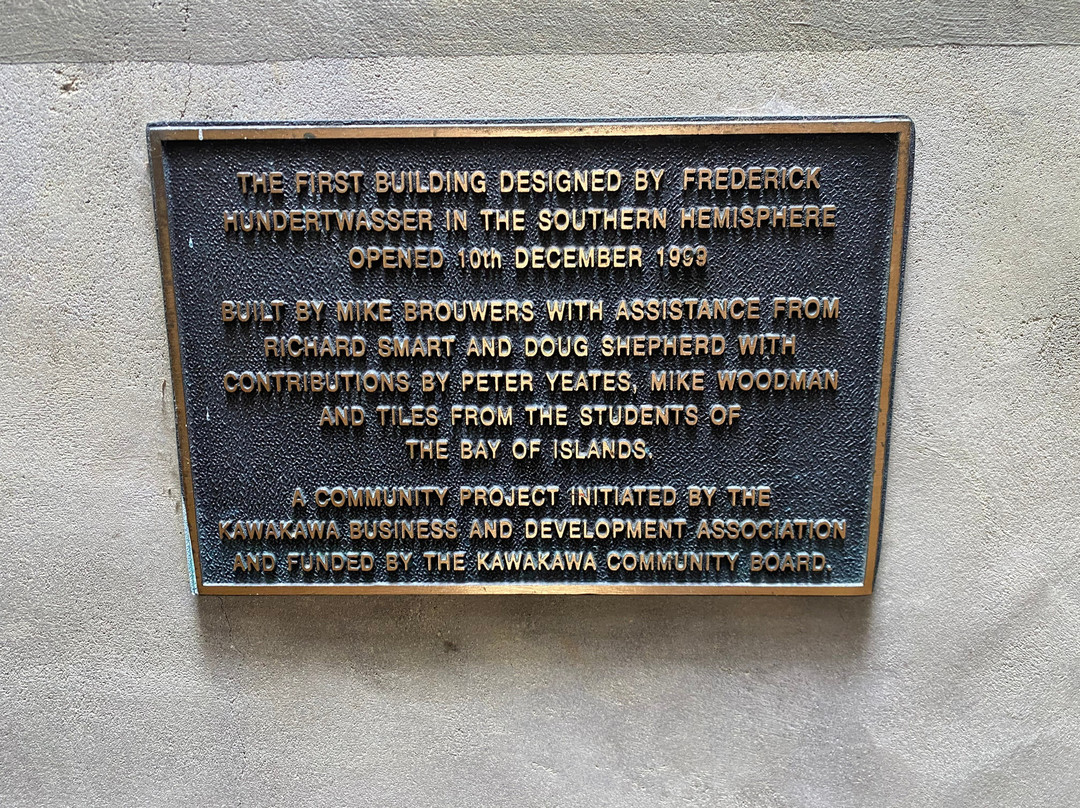 THE FIRST BUILDING DESIGNED BY FREDERICK
HUNDERTWASSER IN THE SOUTHERN HEMISPHERE
OPENED 10th DECEMBER 1999
BUILT BY MIKE BROUWERS WITH ASSISTANCE FROM
RICHARD SMART AND DOUG SHEPHERD WITH
CONTRIBUTIONS BY PETER YEATES, MIKE WOODMAN
AND TILES FROM THE STUDENTS OF
THE BAY OF ISLANDS.
A COMMUNITY PROJECT INITIATED BY THE
KAWAKAWA BUSINESS AND DEVELOPMENT ASSOCIATION
AND FUNDED BY THE KAWAKAWA COMMUNITY BOARD.